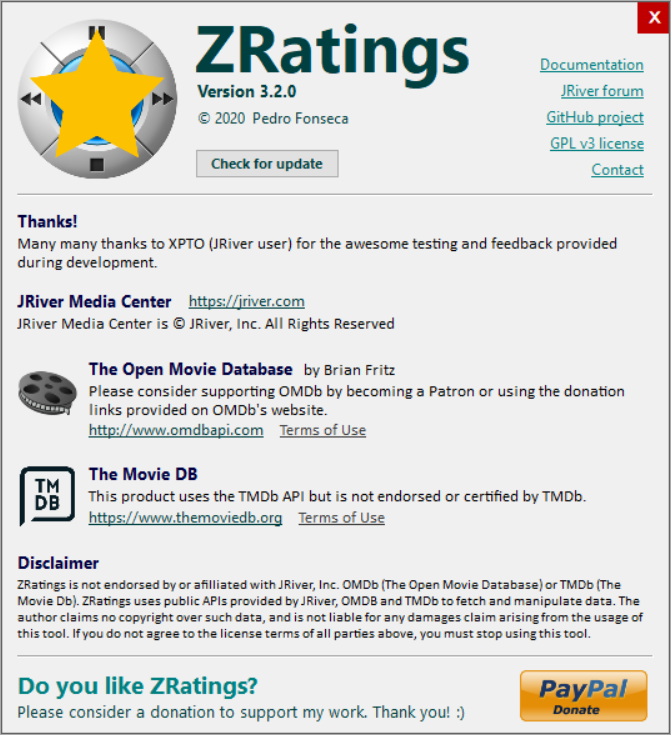 X
ZRatings
Version 3.2.0
© 2020 Pedro Fonseca
Check for update
Documentation
JRiver forum
GitHub project
GPL v3 license
Contact
Thanks!
Many many thanks to XPTO (JRiver user) for the awesome testing and feedback provided
during development.
JRiver Media Center https://jriver.com
JRiver Media Center is © JRiver, Inc. All Rights Reserved
The Open Movie Database by Brian Fritz
Please consider supporting OMDb by becoming a Patron or using the donation
links provided on OMDb's website.
http://www.omdbapi.com Terms of Use
TM
DB
The Movie DB
This product uses the TMDb API but is not endorsed or certified by TMDb.
https://www.themoviedb.org Terms of Use
Disclaimer
ZRatings is not endorsed by or afilliated with JRiver, Inc. OMDb (The Open Movie Database) or TMDb (The
Movie Db). ZRatings uses public APIs provided by JRiver, OMDB and TMDb to fetch and manipulate data. The
author claims no copyright over such data, and is not liable for any damages claim arising from the usage of
this tool. If you do not agree to the license terms of all parties above, you must stop using this tool.
Do you like ZRatings?
Please consider a donation to support my work. Thank you! :)
PayPal
Donate